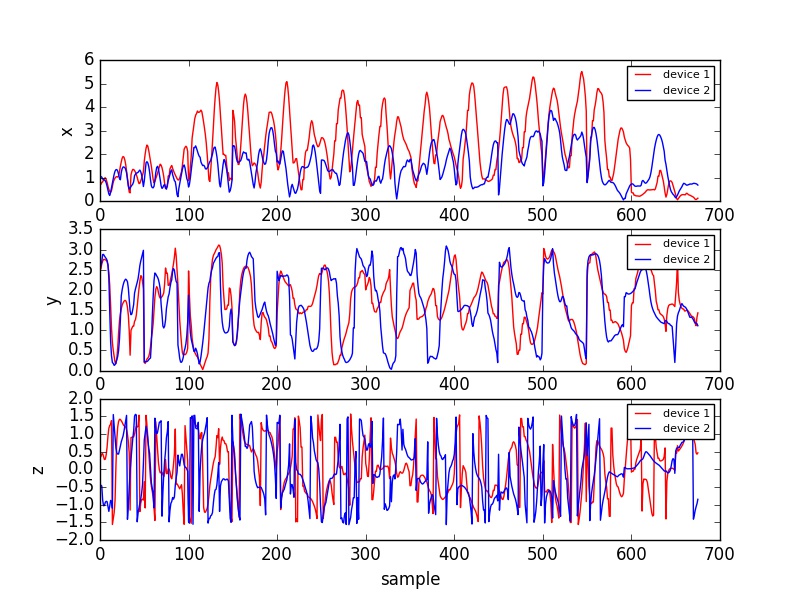 6
5
4
3
2
1
0
x
device 1
device 2
0 100 200 300 400 500 600 700
3.5
3.0
2.5
2.0
1.5
1.0
0.5
0.0
y
device 1
device 2
0 100 200 300 400 500 600 700
2.0
1.5
1.0
0.5
0.0
−0.5
−1.0
−1.5
−2.0
z
device 1
device 2
0 100 200 300 400 500 600 700
sample